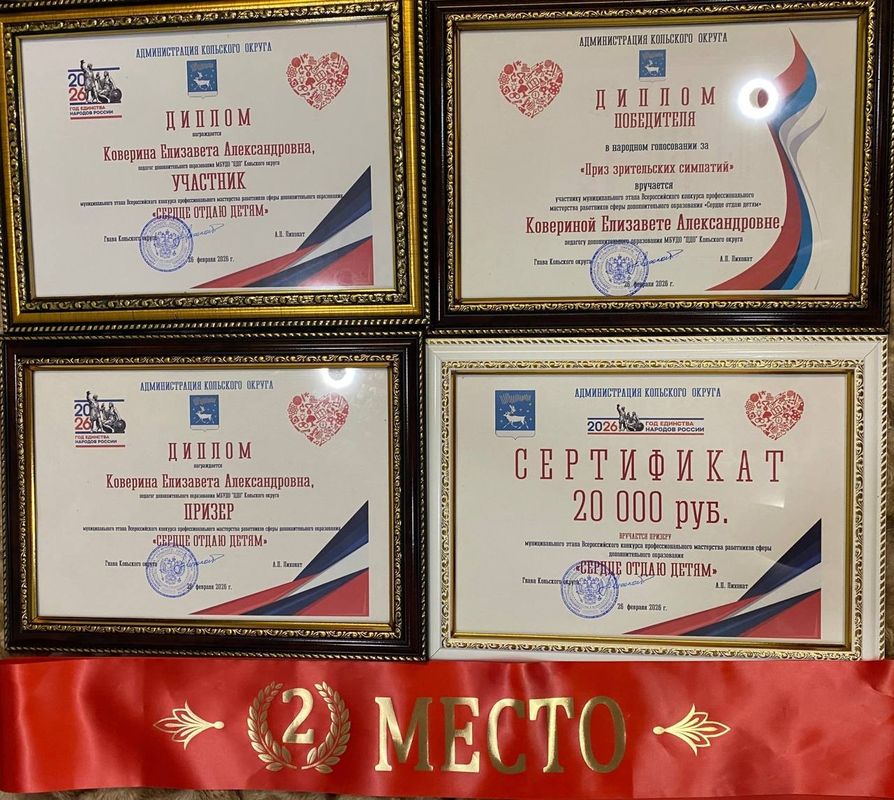 АДМИНИСТРАЦИЯ КОЛЬСКОГО ОКРУГА
2026
ГОД ЕДИНСТВА
НАРОДОВ РОССИИ
ДИПЛОМ
награждается
Коверина Елизавета Александровна,
педагог дополнительного образования МБУДО "ЦДО" Кольского округа
УЧАСТНИК
муниципального этапа Всероссийского конкурса профессионального мастерства работников сферы дополнительного образования
«СЕРДЦЕ ОТДАЮ ДЕТЯМ»
Глава Кольского округа А.П. Лихолат
26 февраля 2026 г.
АДМИНИСТРАЦИЯ КОЛЬСКОГО ОКРУГА
ДИПЛОМ
ПОБЕДИТЕЛЯ
в народном голосовании за
«Приз зрительских симпатий»
вручается
участнику муниципального этапа Всероссийского конкурса профессионального
мастерства работников сферы дополнительного образования «Сердце отдаю детям»
Ковериной Елизавете Александровне,
педагогу дополнительного образования МБУДО "ЦДО" Кольского округа
Глава Кольского округа А.П. Лихолат
26 февраля 2026 г.
АДМИНИСТРАЦИЯ КОЛЬСКОГО ОКРУГА
2026
ГОД ЕДИНСТВА
НАРОДОВ РОССИИ
ДИПЛОМ
награждается
Коверина Елизавета Александровна,
педагог дополнительного образования МБУДО "ЦДО" Кольского округа
ПРИЗЕР
муниципального этапа Всероссийского конкурса профессионального мастерства работников сферы дополнительного образования
«СЕРДЦЕ ОТДАЮ ДЕТЯМ»
Глава Кольского округа А.П. Лихолат
26 февраля 2026 г.
АДМИНИСТРАЦИЯ КОЛЬСКОГО ОКРУГА
2026 ГОД ЕДИНСТВА
НАРОДОВ РОССИИ
СЕРТИФИКАТ
20 000 руб.
ВРУЧАЕТСЯ ПРИЗЕРУ
муниципального этапа Всероссийского конкурса профессионального мастерства работников сферы
дополнительного образования
«СЕРДЦЕ ОТДАЮ ДЕТЯМ»
Глава Кольского округа А.П. Лихолат
26 февраля 2026 г.
2 МЕСТО